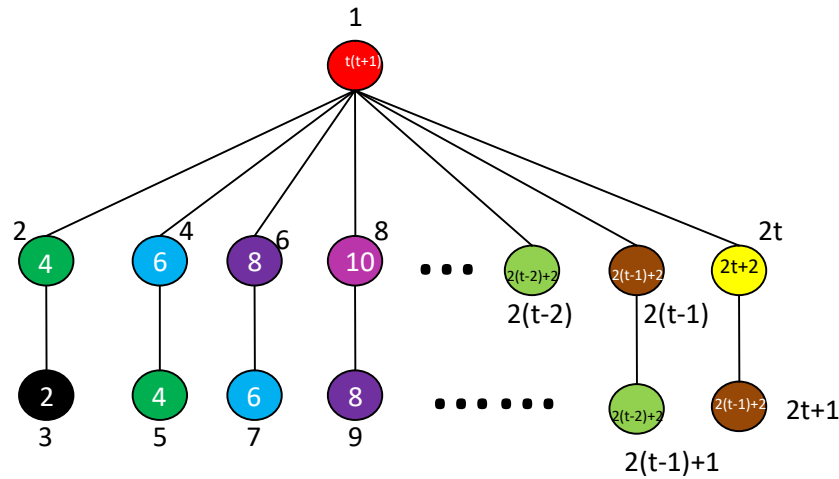 1
t(t+1)
2 4 6 8 2t
4 6 8 10 ... 2(t-2)+2 2(t-1)+2 2t+2
2(t-2) 2(t-1)
2 4 6 8 ...... 2(t-2)+2 2(t-1)+2 2t+1
3 5 7 9
2(t-1)+1